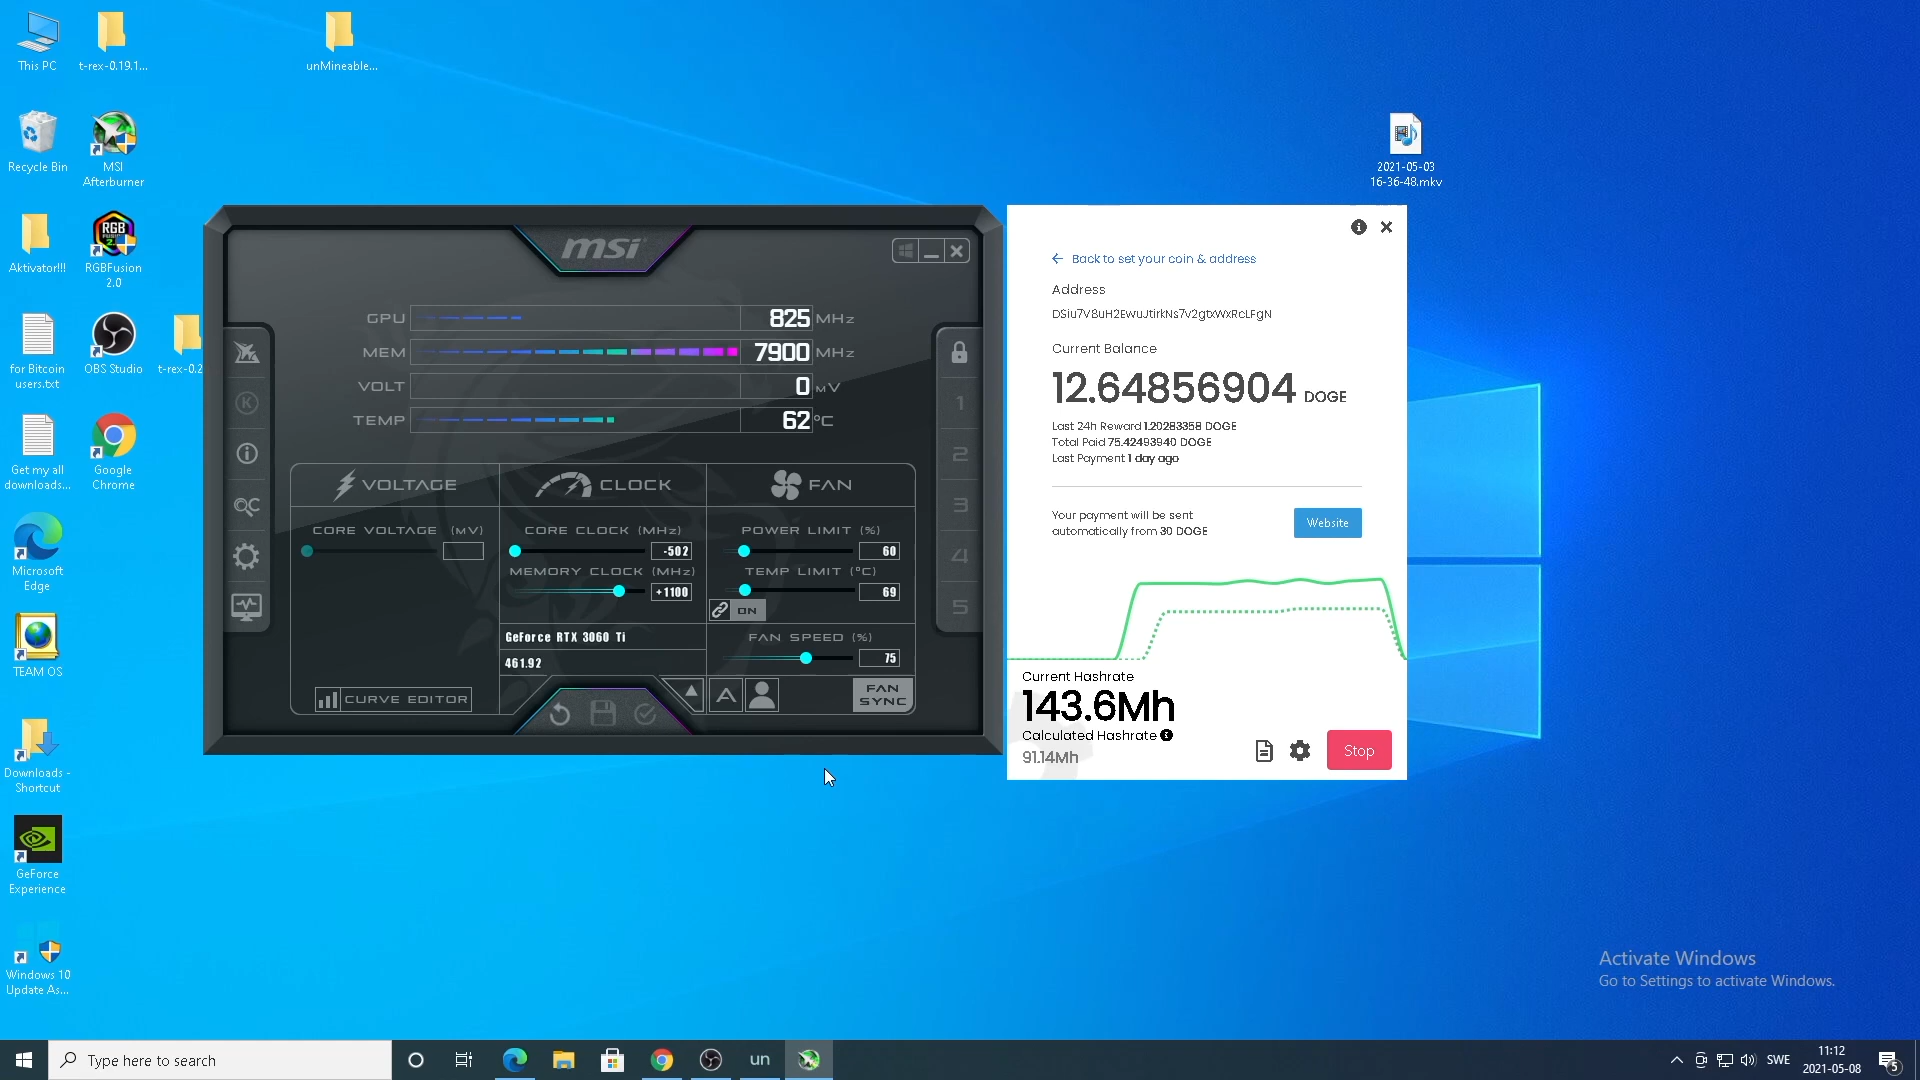 This PC
t-rex-0.19.1...
unMineable...
Recycle Bin
MSI
Afterburner
2021-05-03
16-36-48.mkv
Aktivator!!!
RGBFusion
2.0
for Bitcoin
users.txt
OBS Studio
t-rex-0.2
Get my all
downloads...
Google
Chrome
Microsoft
Edge
TEAM OS
Downloads -
Shortcut
GeForce
Experience
Windows 10
Update As...
msi
GPU 825 MHz
MEM 7900 MHz
VOLT 0 mV
TEMP 62 °C
K
1
2
3
4
5
VOLTAGE
CLOCK
FAN
CORE VOLTAGE (MV)
CORE CLOCK (MHz)
-502
MEMORY CLOCK (MHz)
+1100
POWER LIMIT (%)
60
TEMP LIMIT (°C)
69
ON
GeForce RTX 3060 Ti
461.92
FAN SPEED (%)
75
CURVE EDITOR
A
FAN
SYNC
Back to set your coin & address
Address
DSiu7V8uH2EwuJtirkNs7v2gtxWxRcLFgN
Current Balance
12.64856904 DOGE
Last 24h Reward 1.20283358 DOGE
Total Paid 75.42493940 DOGE
Last Payment 1 day ago
Your payment will be sent
automatically from 30 DOGE
Website
Current Hashrate
143.6Mh
Calculated Hashrate
91.14Mh
Stop
Activate Windows
Go to Settings to activate Windows.
Type here to search
un
SWE
11:12
2021-05-08
5